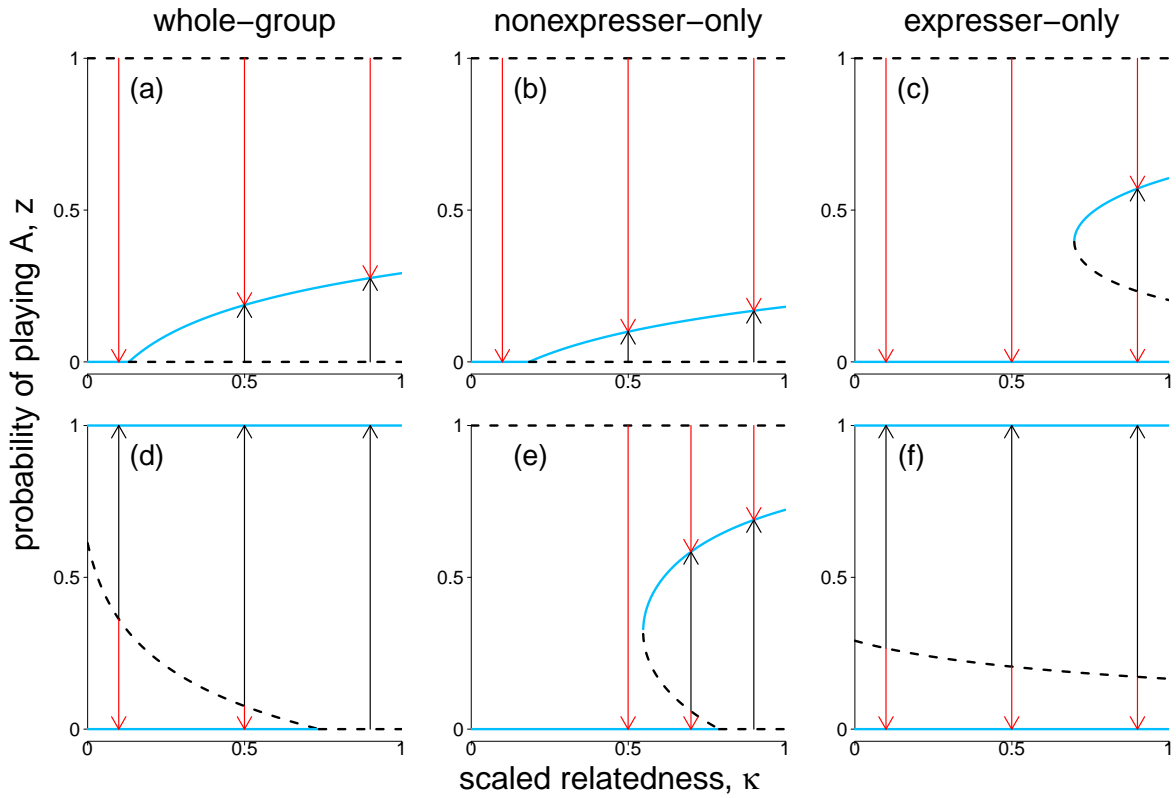 whole−group nonexpresser−only expresser−only
probability of playing A, z
1 (a) 1 (b) 1 (c)
0.5 0.5 0.5
0 0 0
0 0.5 1 0 0.5 1 0 0.5 1
1 (d) 1 (e) 1 (f)
0.5 0.5 0.5
0 0 0
0 0.5 1 0 0.5 1 0 0.5 1
scaled relatedness, κ